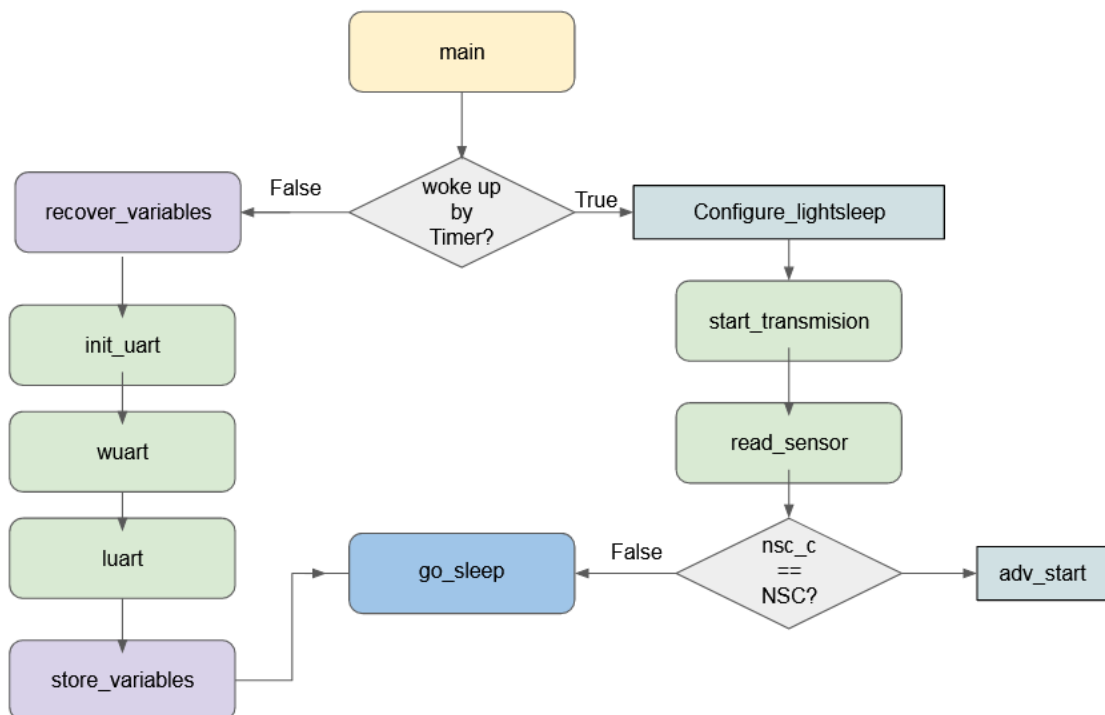 main
woke up
by
Timer?
False
True
recover_variables
Configure_lightsleep
init_uart
start_transmision
wuart
read_sensor
luart
go_sleep
False
nsc_c
==
NSC?
adv_start
store_variables